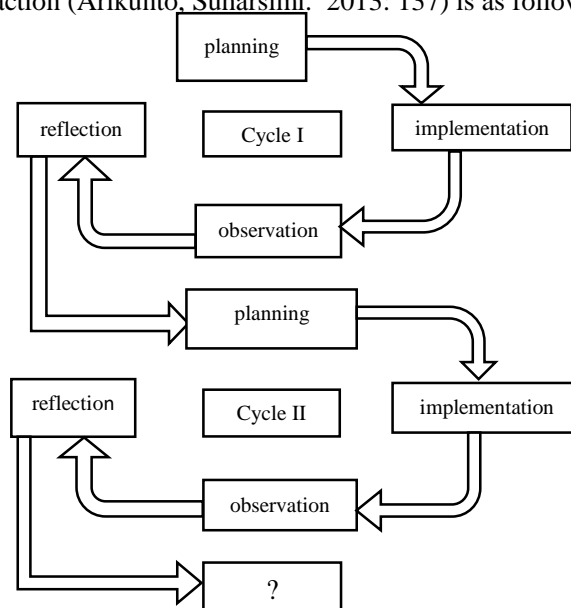 action (Arikunto, Suharsimi. 2013: 137) is as follow
planning
reflection
Cycle I
implementation
observation
planning
reflection
Cycle II
implementation
observation
?